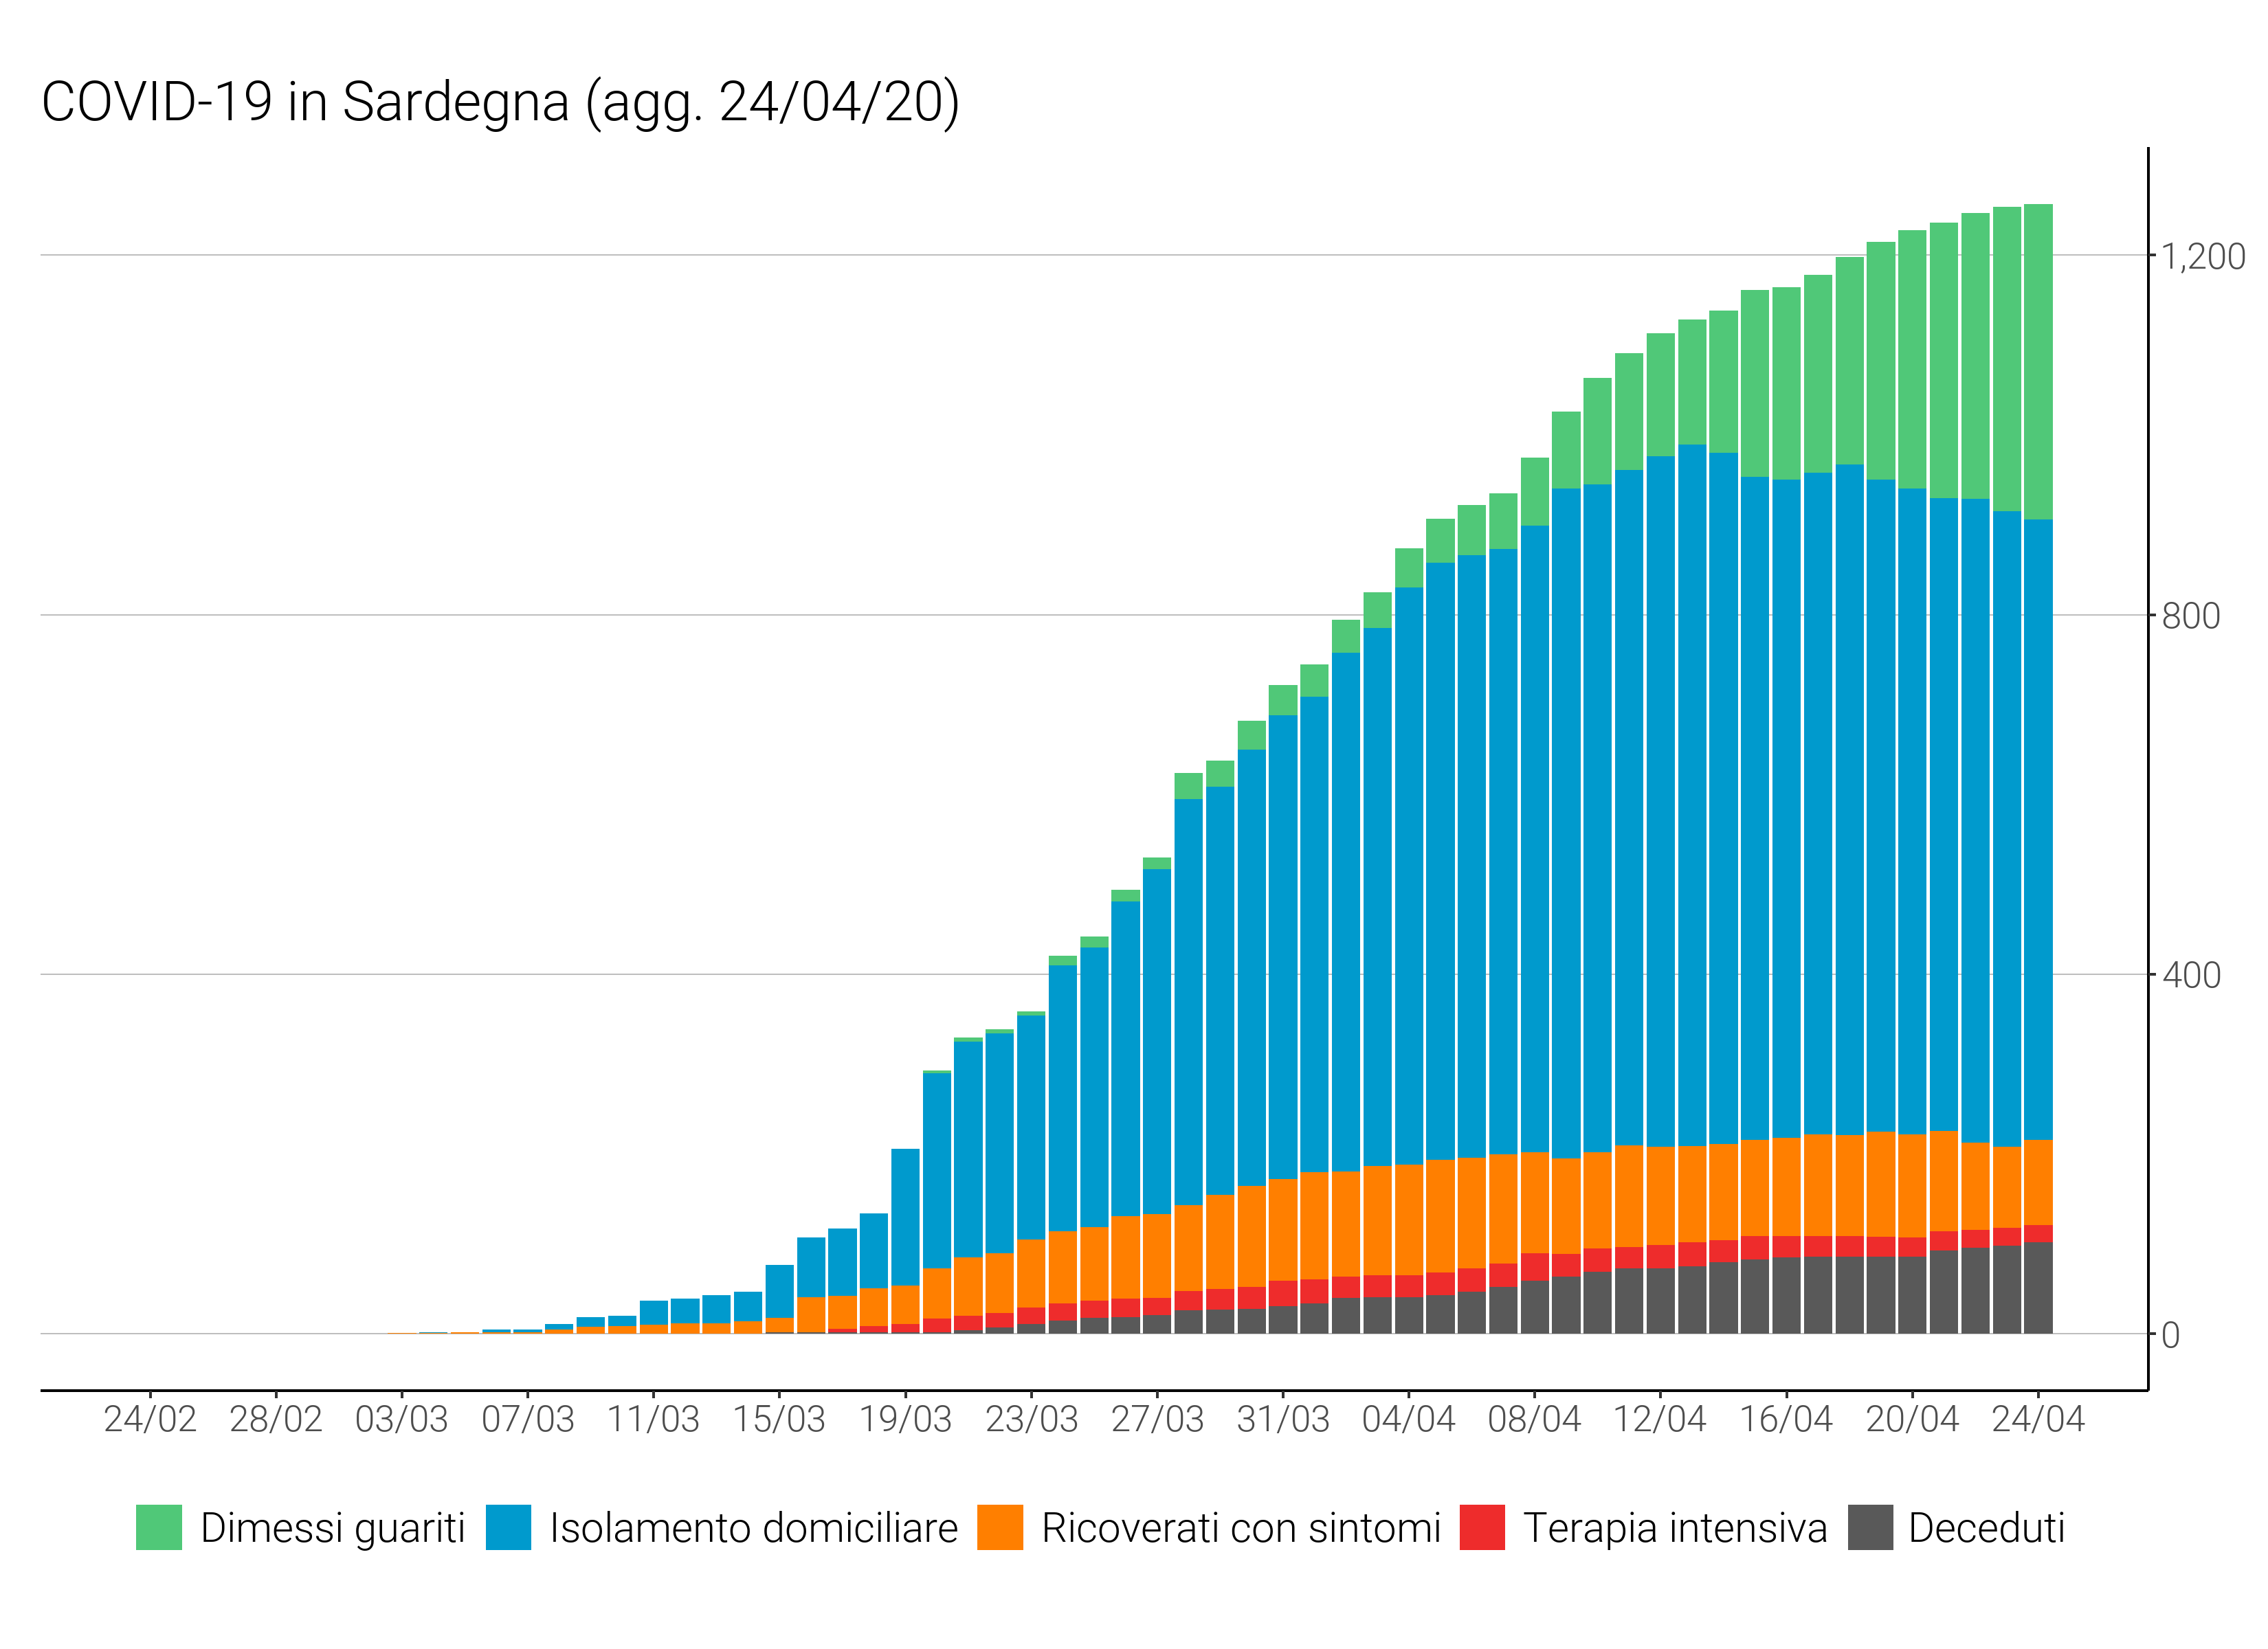 COVID-19 in Sardegna (agg. 24/04/20)
1,200
800
400
0
24/02 28/02 03/03 07/03 11/03 15/03 19/03 23/03 27/03 31/03 04/04 08/04 12/04 16/04 20/04 24/04
Dimessi guariti Isolamento domiciliare Ricoverati con sintomi Terapia intensiva Deceduti